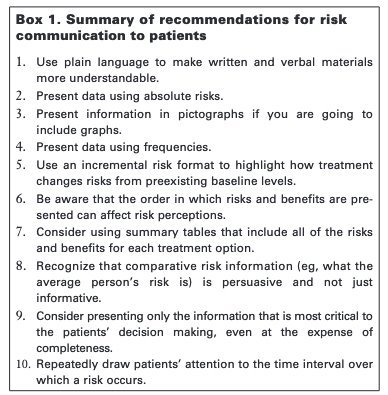 Box 1. Summary of recommendations for risk
communication to patients
1. Use plain language to make written and verbal materials
more understandable.
2. Present data using absolute risks.
3. Present information in pictographs if you are going to
include graphs.
4. Present data using frequencies.
5. Use an incremental risk format to highlight how treatment
changes risks from preexisting baseline levels.
6. Be aware that the order in which risks and benefits are pre-
sented can affect risk perceptions.
7. Consider using summary tables that include all of the risks
and benefits for each treatment option.
8. Recognize that comparative risk information (eg, what the
average person's risk is) is persuasive and not just
informative.
9. Consider presenting only the information that is most critical to
the patients' decision making, even at the expense of
completeness.
10. Repeatedly draw patients' attention to the time interval over
which a risk occurs.